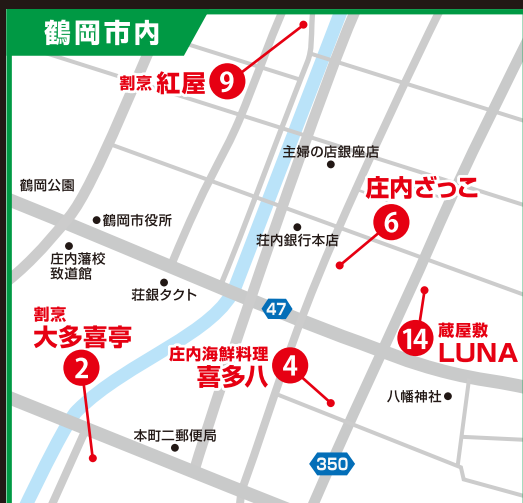 鶴岡市内
割烹 紅屋 9
主婦の店銀座店
鶴岡公園
庄内ざっこ
6
鶴岡市役所
荘内銀行本店
庄内藩校
致道館
荘銀タクト
47
割烹
大多喜亭
2
庄内海鮮料理
喜多八
4
14
蔵屋敷
LUNA
八幡神社
本町二郵便局
350